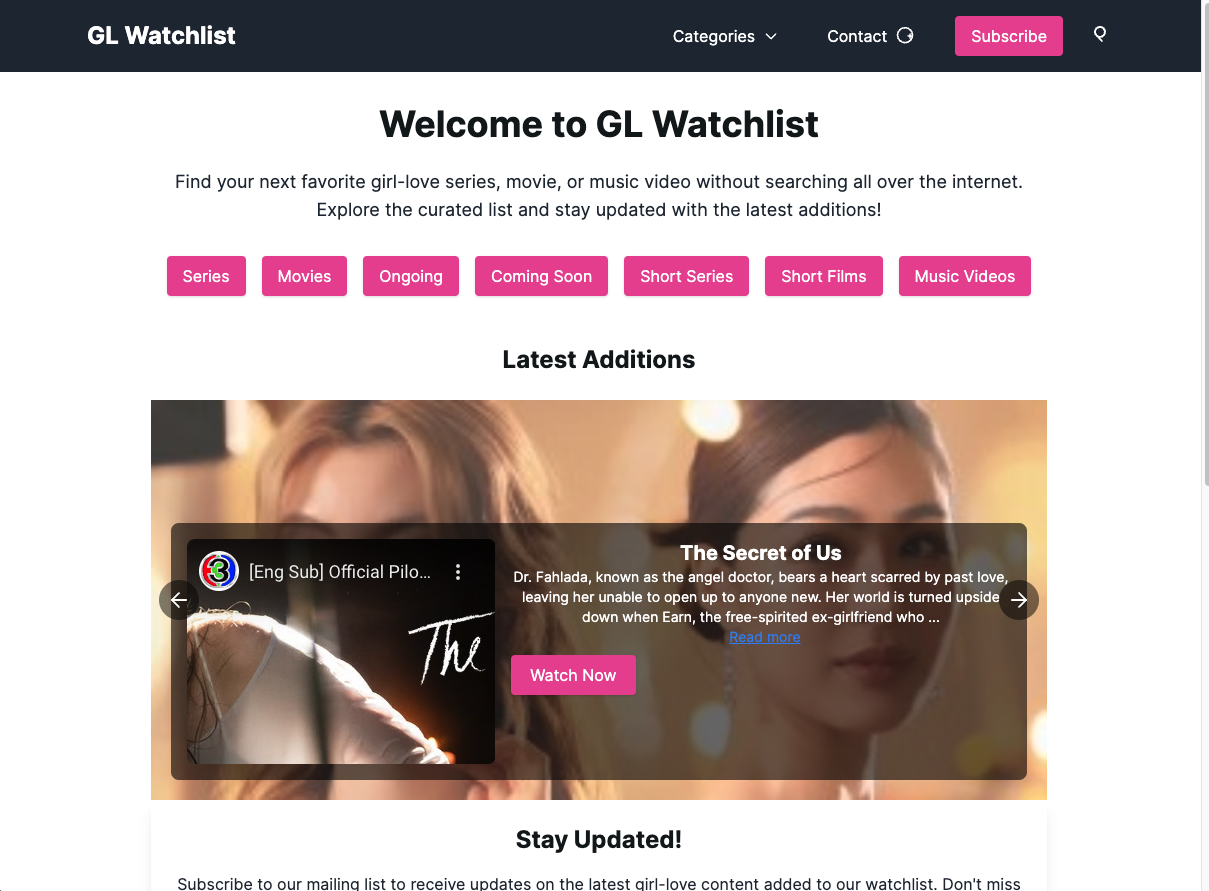 GL Watchlist
Categories
Contact
Subscribe
Welcome to GL Watchlist
Find your next favorite girl-love series, movie, or music video without searching all over the internet.
Explore the curated list and stay updated with the latest additions!
Series
Movies
Ongoing
Coming Soon
Short Series
Short Films
Music Videos
Latest Additions
3
[Eng Sub] Official Pilo...
The
The Secret of Us
Dr. Fahlada, known as the angel doctor, bears a heart scarred by past love,
leaving her unable to open up to anyone new. Her world is turned upside
down when Earn, the free-spirited ex-girlfriend who ...
Read more
Watch Now
Stay Updated!
Subscribe to our mailing list to receive updates on the latest girl-love content added to our watchlist. Don't miss